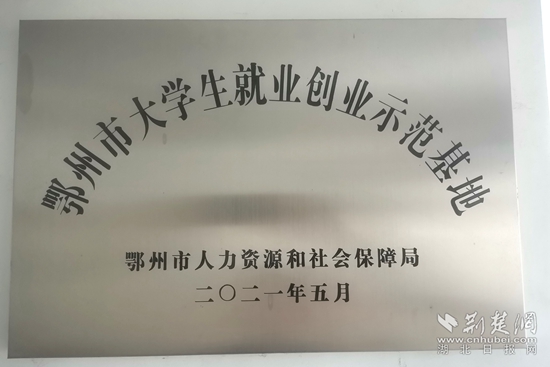 鄂州市大学生就业创业示范基地
鄂州市人力资源和社会保障局
二〇二一年五月
荆楚网
www.cnhubei.com
湖北日报网